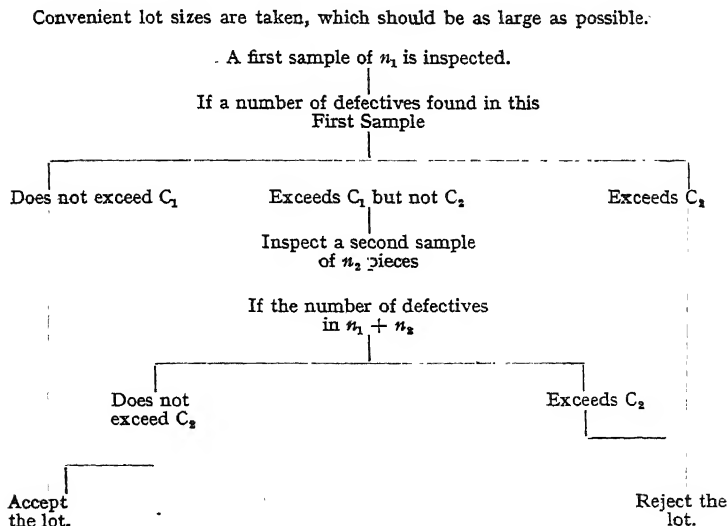 Convenient lot sizes are taken, which should be as large as possible.
A first sample of n₁ is inspected.
If a number of defectives found in this
First Sample
Does not exceed C₁
Exceeds C₁ but not C₂
Exceeds C₂
Inspect a second sample
of n₂ pieces
If the number of defectives
in n₁ + n₂
Does not
exceed C₂
Exceeds C₂
Accept
the lot.
Reject the
lot.